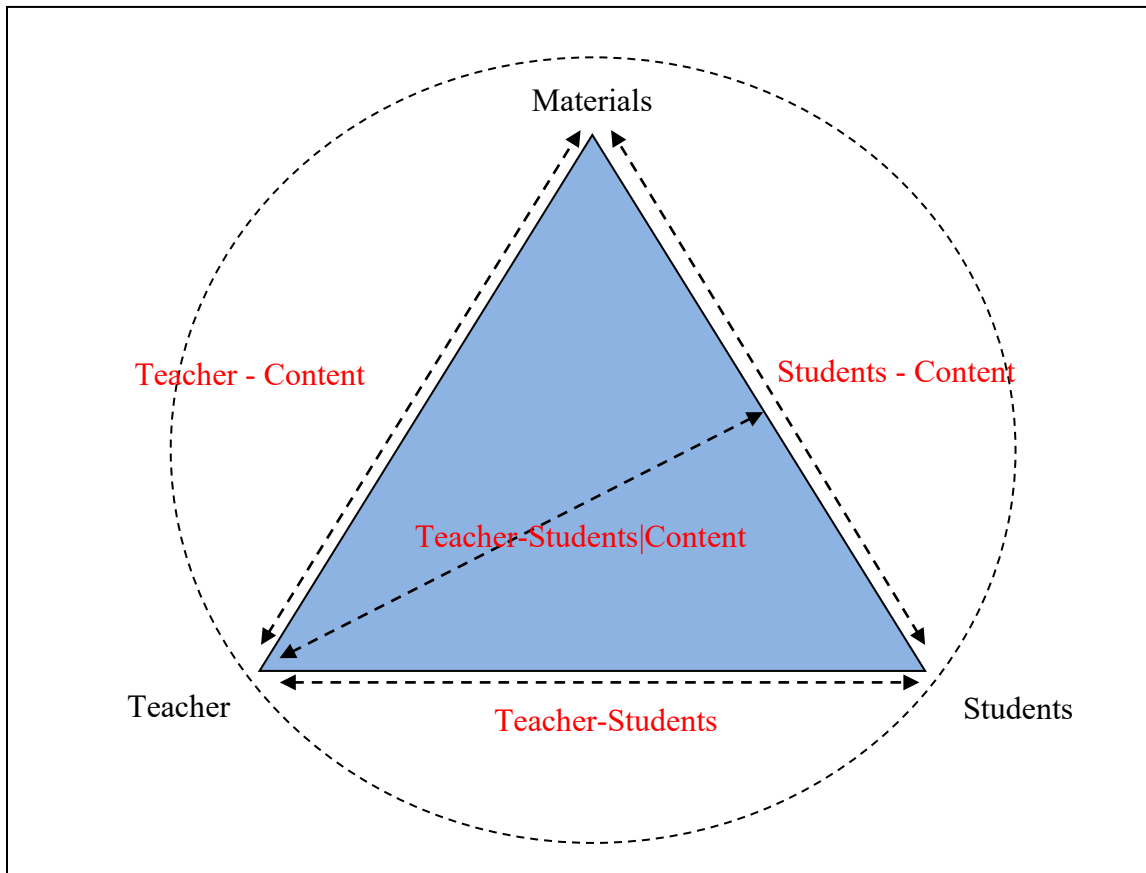 Materials
Teacher - Content
Students - Content
Teacher-Students|Content
Teacher
Students
Teacher-Students